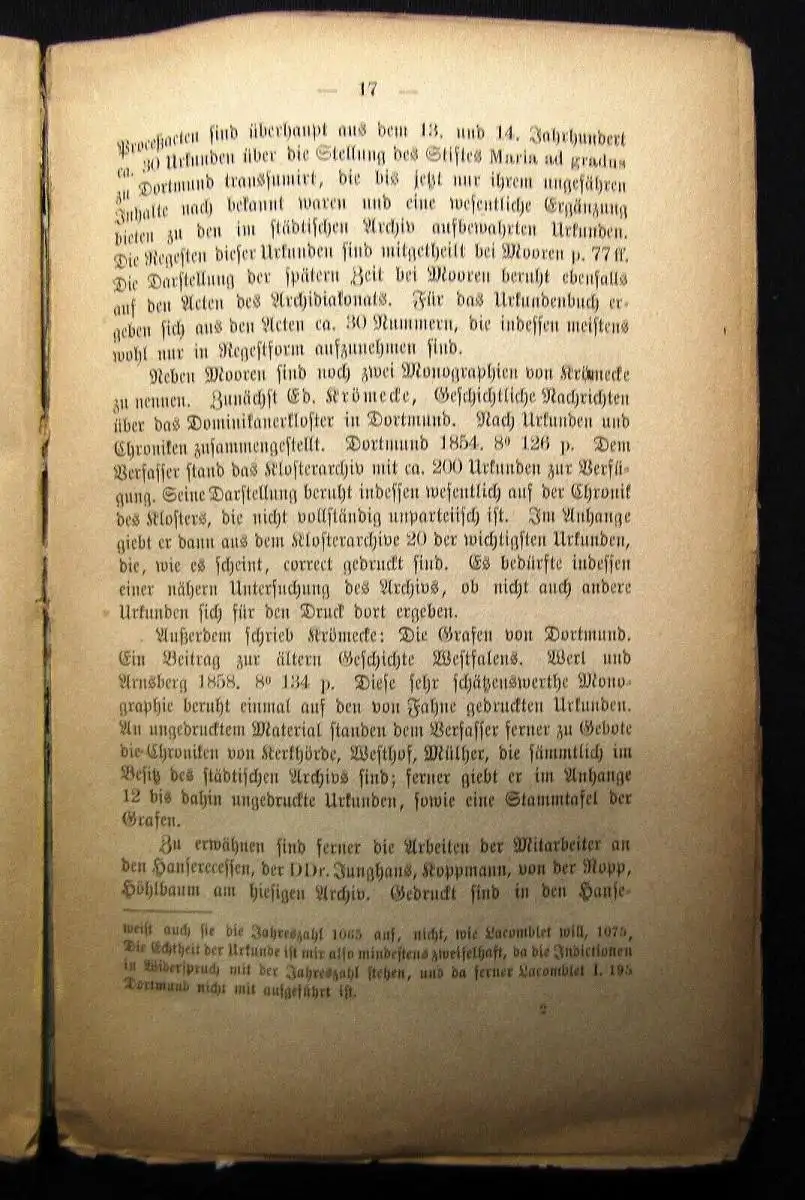 — 17 —
Proceßacten sind überhaupt aus dem 13. und 14. Jahrhundert
ca. 30 Urkunden über die Stellung des Stiftes Maria ad gradus
zu Dortmund transsumirt, die bis jetzt nur ihrem ungefähren
Inhalte nach bekannt waren und eine wesentliche Ergänzung
bieten zu den im städtischen Archiv aufbewahrten Urkunden.
Die Regesten dieser Urkunden sind mitgetheilt bei Mooren p. 77 ff.
Die Darstellung der spätern Zeit bei Mooren beruht ebenfalls
auf den Acten des Archidiakonats. Für das Urkundenbuch er-
geben sich aus den Acten ca. 30 Nummern, die indessen meistens
wohl nur in Regestform aufzunehmen sind.
Neben Mooren sind noch zwei Monographien von Krömecke
zu nennen. Zunächst Ed. Krömecke, Geschichtliche Nachrichten
über das Dominikanerkloster in Dortmund. Nach Urkunden und
Chroniken zusammengestellt. Dortmund 1854. 8⁰ 126 p. Dem
Verfasser stand das Klosterarchiv mit ca. 200 Urkunden zur Verfü-
gung. Seine Darstellung beruht indessen wesentlich auf der Chronik
des Klosters, die nicht vollständig unparteiisch ist. Im Anhange
giebt er dann aus dem Klosterarchive 20 der wichtigsten Urkunden,
die, wie es scheint, correct gedruckt sind. Es bedürfte indessen
einer nähern Untersuchung des Archivs, ob nicht auch andere
Urkunden sich für den Druck dort ergeben.
Außerdem schrieb Krömecke: Die Grafen von Dortmund.
Ein Beitrag zur ältern Geschichte Westfalens. Werl und
Arnsberg 1858. 8⁰ 134 p. Diese sehr schätzenswerthe Mono-
graphie beruht einmal auf den von Fahne gedruckten Urkunden.
An ungedrucktem Material standen dem Verfasser ferner zu Gebote
die Chroniken von Kerkhörde, Westhof, Mülher, die sämmtlich im
Besitz des städtischen Archivs sind; ferner giebt er im Anhange
12 bis dahin ungedruckte Urkunden, sowie eine Stammtafel der
Grafen.
Zu erwähnen sind ferner die Arbeiten der Mitarbeiter an
den Hanserecessen, der DDr. Junghans, Koppmann, von der Ropp,
Höhlbaum am hiesigen Archiv. Gedruckt sind in den Hanse-
weist auch sie die Jahreszahl 1065 auf, nicht, wie Lacomblet will, 1075,
Die Echtheit der Urkunde ist mir also mindestens zweifelhaft, da die Indictionen
in Widerspruch mit der Jahreszahl stehen, und da ferner Lacomblet I. 195
Dortmund nicht mit aufgeführt ist.
2